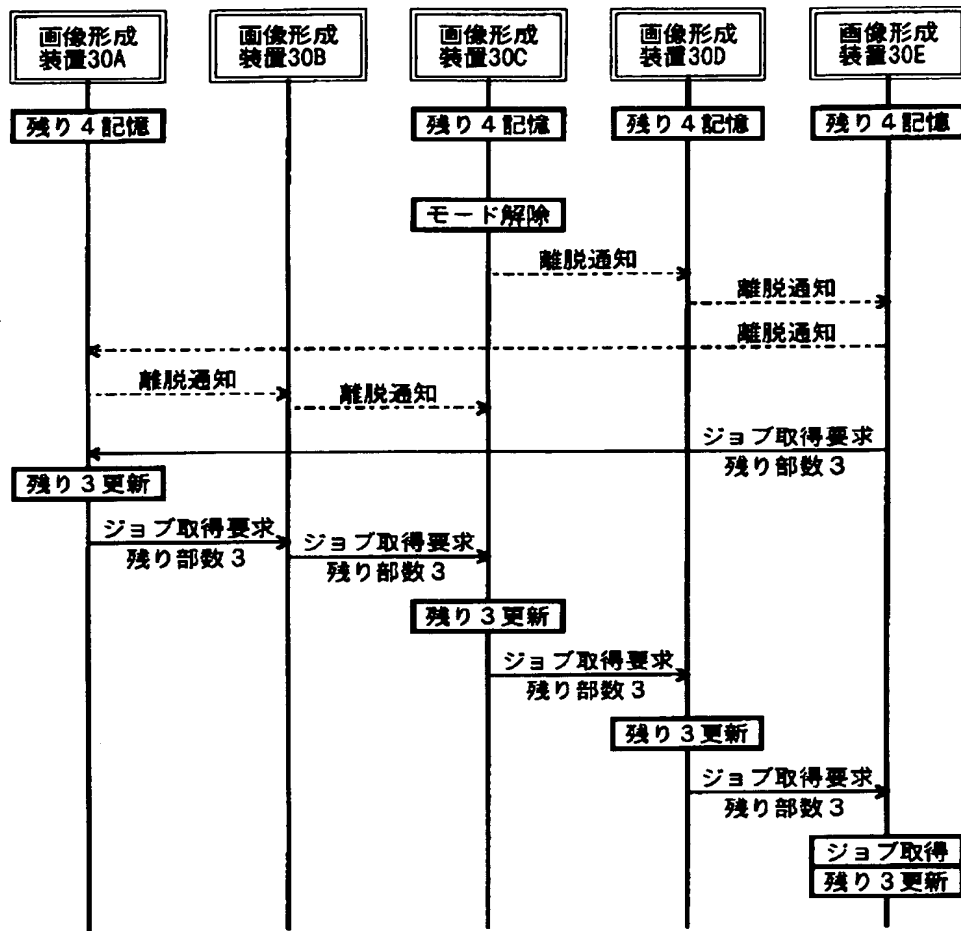 画像形成
装置30A
画像形成
装置30B
画像形成
装置30C
画像形成
装置30D
画像形成
装置30E
残り4記憶
残り4記憶
残り4記憶
残り4記憶
モード解除
離脱通知
離脱通知
離脱通知
離脱通知
離脱通知
ジョブ取得要求
残り部数3
残り3更新
ジョブ取得要求
残り部数3
ジョブ取得要求
残り部数3
残り3更新
ジョブ取得要求
残り部数3
残り3更新
ジョブ取得要求
残り部数3
ジョブ取得
残り3更新